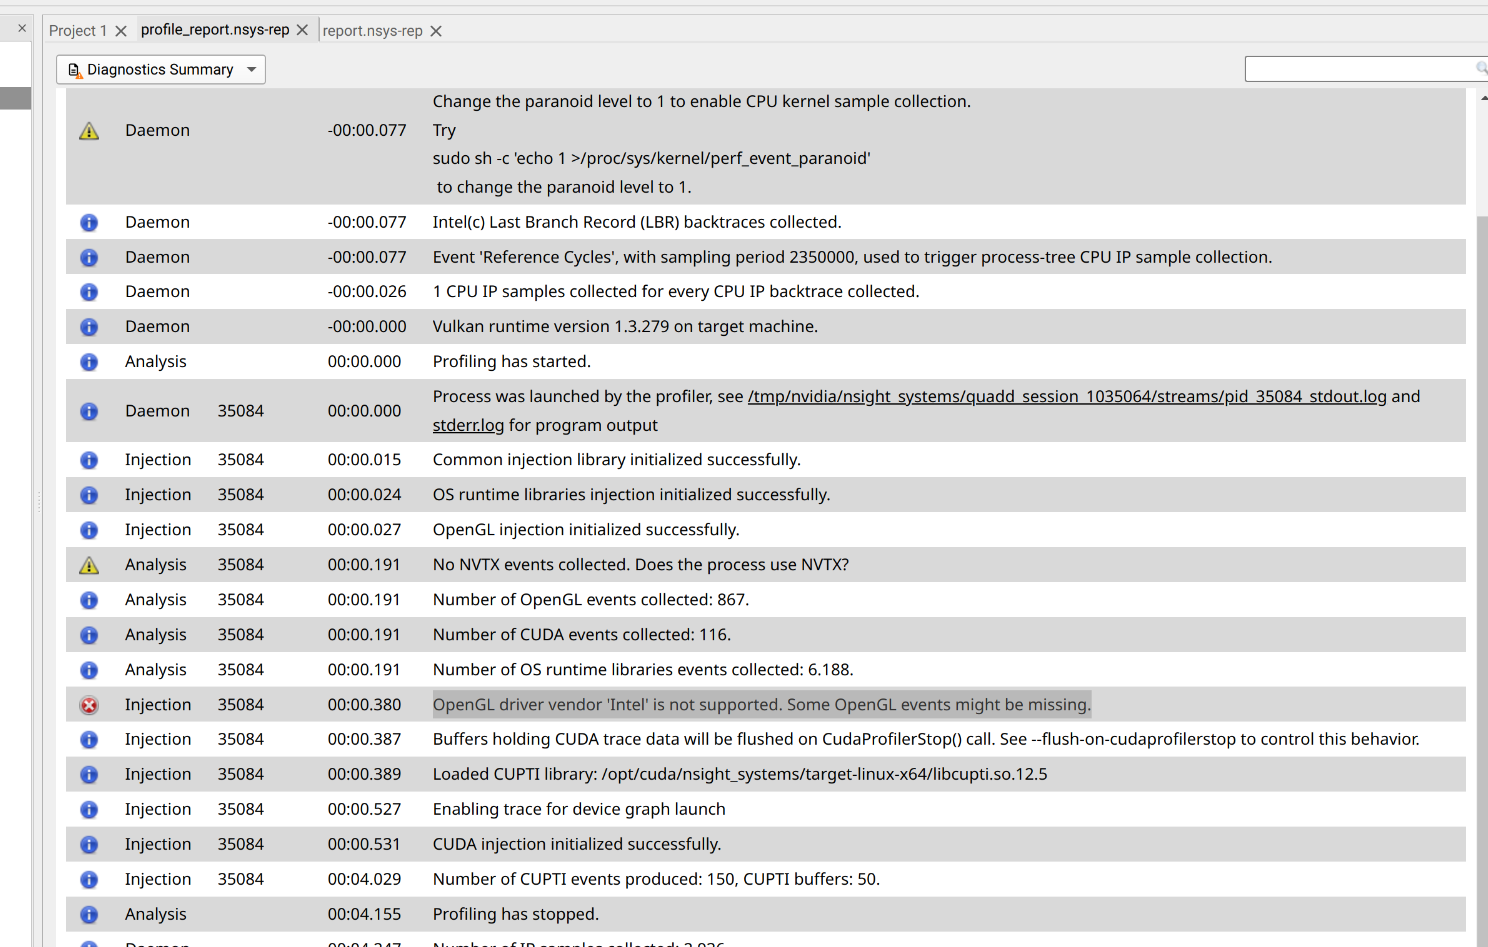 Project 1
profile_report.nsys-rep
report.nsys-rep
Diagnostics Summary
Change the paranoid level to 1 to enable CPU kernel sample collection.
Daemon -00:00.077 Try
sudo sh -c 'echo 1 >/proc/sys/kernel/perf_event_paranoid'
to change the paranoid level to 1.
Daemon -00:00.077 Intel(c) Last Branch Record (LBR) backtraces collected.
Daemon -00:00.077 Event 'Reference Cycles', with sampling period 2350000, used to trigger process-tree CPU IP sample collection.
Daemon -00:00.026 1 CPU IP samples collected for every CPU IP backtrace collected.
Daemon -00:00.000 Vulkan runtime version 1.3.279 on target machine.
Analysis 00:00.000 Profiling has started.
Daemon 35084 00:00.000 Process was launched by the profiler, see /tmp/nvidia/nsight_systems/quadd_session_1035064/streams/pid_35084_stdout.log and
stderr.log for program output
Injection 35084 00:00.015 Common injection library initialized successfully.
Injection 35084 00:00.024 OS runtime libraries injection initialized successfully.
Injection 35084 00:00.027 OpenGL injection initialized successfully.
Analysis 35084 00:00.191 No NVTX events collected. Does the process use NVTX?
Analysis 35084 00:00.191 Number of OpenGL events collected: 867.
Analysis 35084 00:00.191 Number of CUDA events collected: 116.
Analysis 35084 00:00.191 Number of OS runtime libraries events collected: 6.188.
Injection 35084 00:00.380 OpenGL driver vendor 'Intel' is not supported. Some OpenGL events might be missing.
Injection 35084 00:00.387 Buffers holding CUDA trace data will be flushed on CudaProfilerStop() call. See --flush-on-cudaprofilerstop to control this behavior.
Injection 35084 00:00.389 Loaded CUPTI library: /opt/cuda/nsight_systems/target-linux-x64/libcupti.so.12.5
Injection 35084 00:00.527 Enabling trace for device graph launch
Injection 35084 00:00.531 CUDA injection initialized successfully.
Injection 35084 00:04.029 Number of CUPTI events produced: 150, CUPTI buffers: 50.
Analysis 00:04.155 Profiling has stopped.
Daemon 00:04.247 Number of IP samples collected: